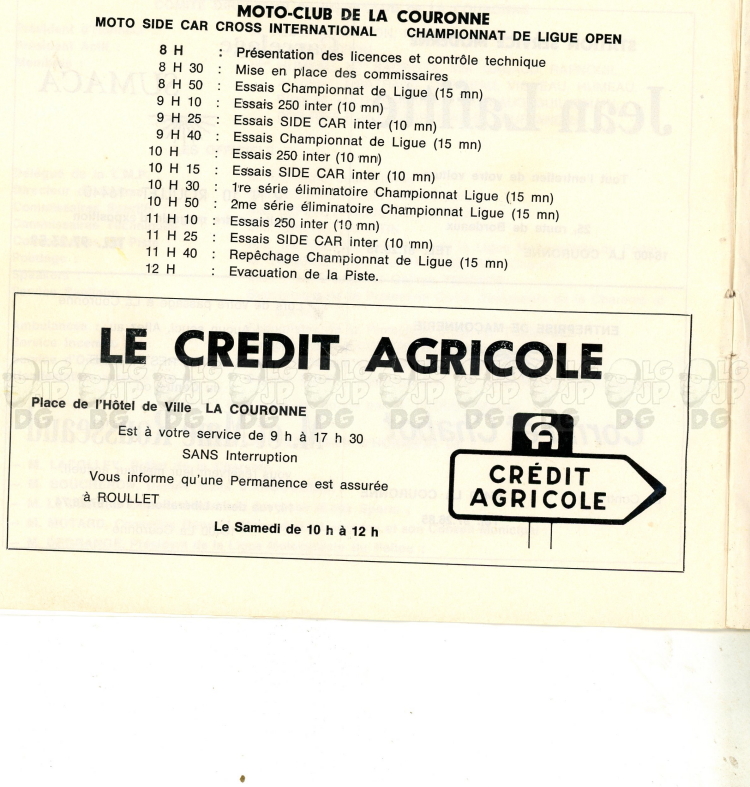 MOTO-CLUB DE LA COURONNE
MOTO SIDE CAR CROSS INTERNATIONAL CHAMPIONNAT DE LIGUE OPEN
8 H : Présentation des licences et contrôle technique
8 H 30 : Mise en place des commissaires
8 H 50 : Essais Championnat de Ligue (15 mn)
9 H 10 : Essais 250 inter (10 mn)
9 H 25 : Essais SIDE CAR inter (10 mn)
9 H 40 : Essais Championnat de Ligue (15 mn)
10 H : Essais 250 inter (10 mn)
10 H 15 : Essais SIDE CAR inter (10 mn)
10 H 30 : 1re série éliminatoire Championnat Ligue (15 mn)
10 H 50 : 2me série éliminatoire Championnat Ligue (15 mn)
11 H 10 : Essais 250 inter (10 mn)
11 H 25 : Essais SIDE CAR inter (10 mn)
11 H 40 : Repêchage Championnat de Ligue (15 mn)
12 H : Evacuation de la Piste.
LE CREDIT AGRICOLE
Place de l'Hôtel de Ville LA COURONNE
Est à votre service de 9 h à 17 h 30
SANS Interruption
Vous informe qu'une Permanence est assurée
à ROULLET
Le Samedi de 10 h à 12 h
CA
CRÉDIT
AGRICOLE
LG JP DG